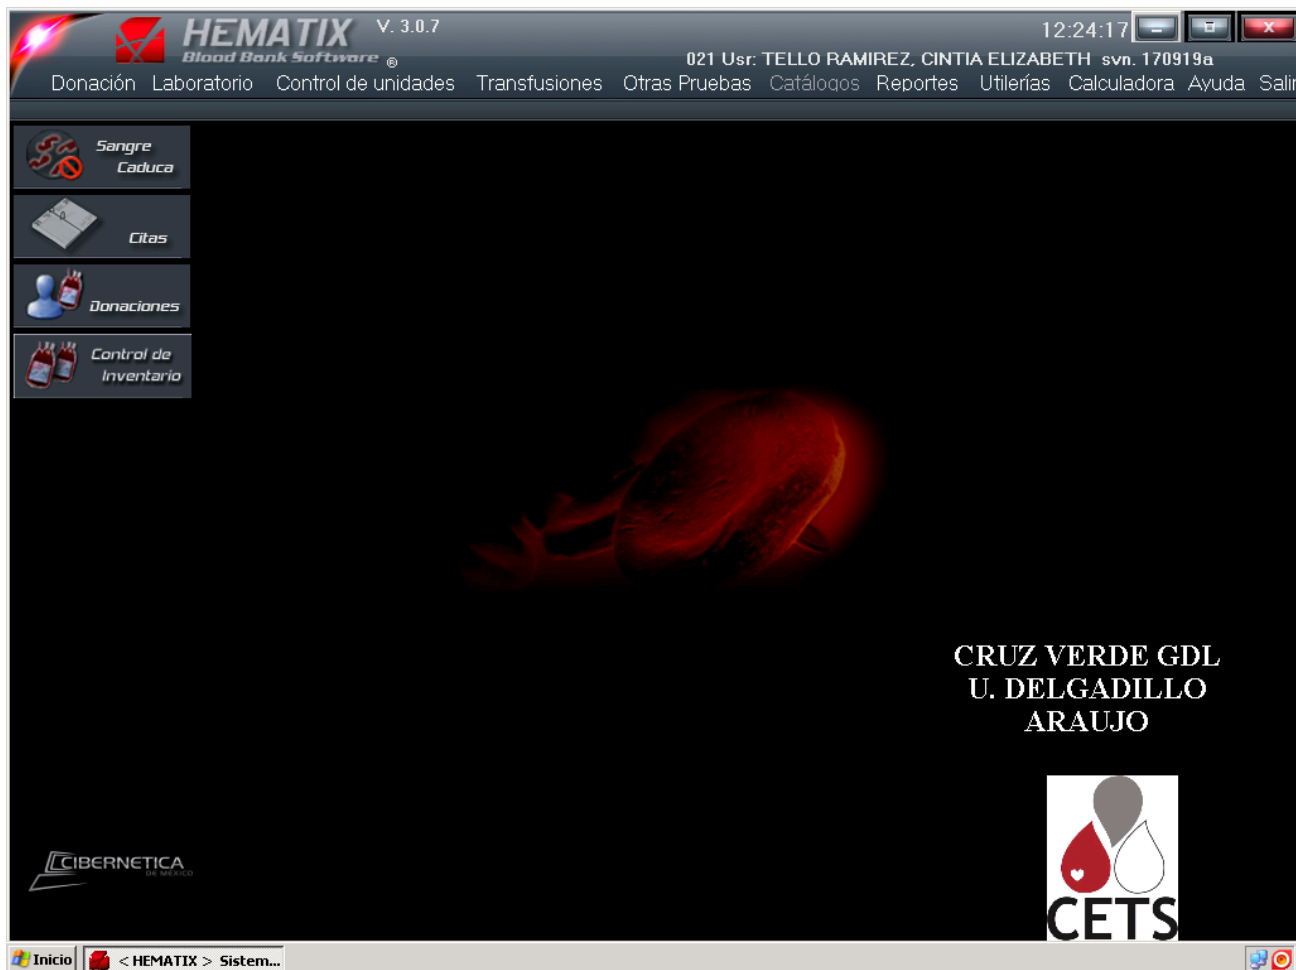 HEMATIX V. 3.0.7
Blood Bank Software ®
12:24:17
021 Usr: TELLO RAMIREZ, CINTIA ELIZABETH svn. 170919a
Donación Laboratorio Control de unidades Transfusiones Otras Pruebas Catálogos Reportes Utilerías Calculadora Ayuda Salir
Sangre
Caduca
Citas
Donaciones
Control de
Inventario
CRUZ VERDE GDL
U. DELGADILLO
ARAUJO
CIBERNETICA
DE MEXICO
CETS
Inicio < HEMATIX > Sistem...